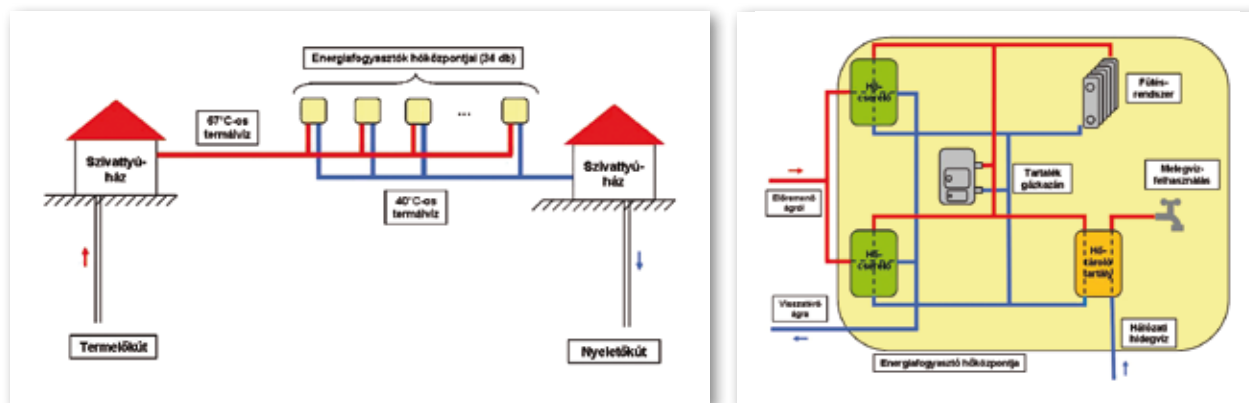 Energiafogyasztók hőközpontjai (34 db)
67°C-os
termálvíz
...
Szivattyú-
ház
Szivattyú-
ház
40°C-os
termálvíz
Termelőkút
Nyeletőkút
Hő-
cserélő
Fűtés-
rendszer
Tartalék
gázkazán
Melegvíz-
felhasználás
Előremenő
ágról
Hő-
cserélő
Hő-
tároló
tartály
Visszatérő
ágra
Hálózati
hidegvíz
Energiafogyasztó hőközpontja